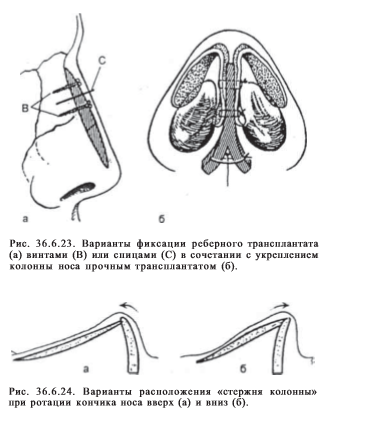 C
B
а
б
Рис. 36.6.23. Варианты фиксации реберного трансплантата
(а) винтами (B) или спицами (C) в сочетании с укреплением
колонны носа прочным трансплантатом (б).
а
б
Рис. 36.6.24. Варианты расположения «стержня колонны»
при ротации кончика носа вверх (а) и вниз (б).